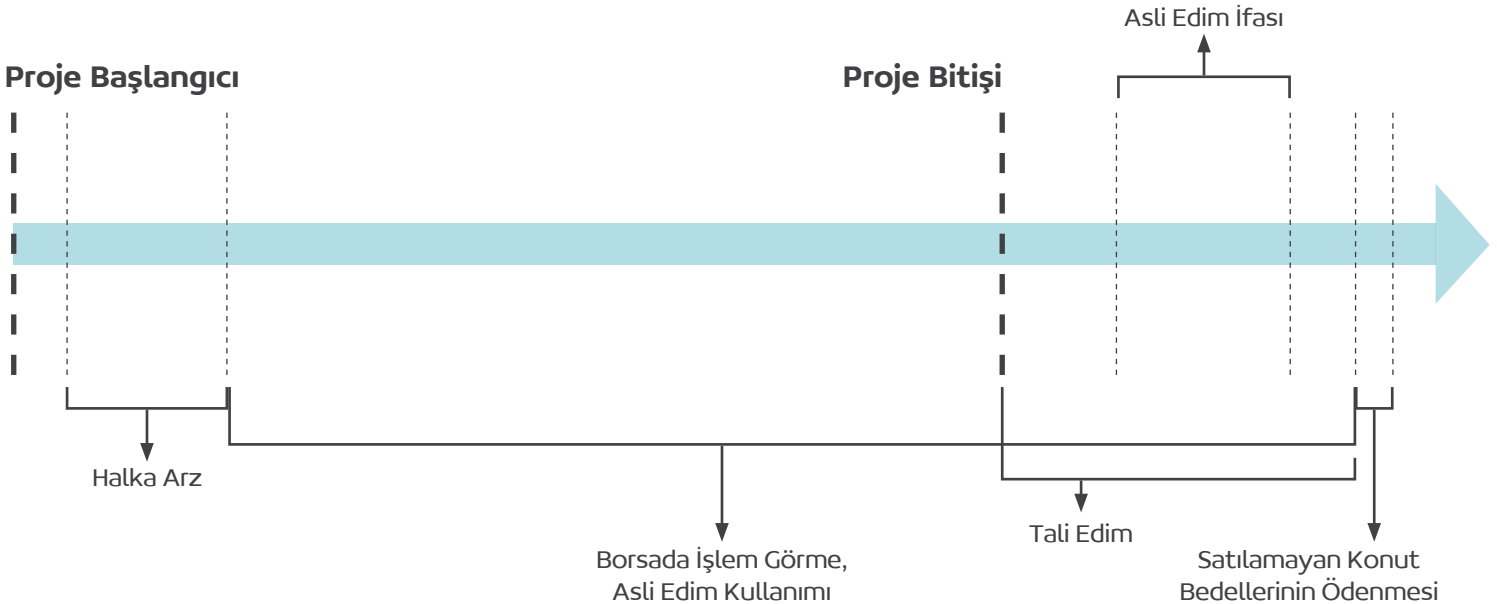 Asli Edim İfası
Proje Başlangıcı
Proje Bitişi
Halka Arz
Borsada İşlem Görme,
Asli Edim Kullanımı
Tali Edim
Satılamayan Konut
Bedellerinin Ödenmesi